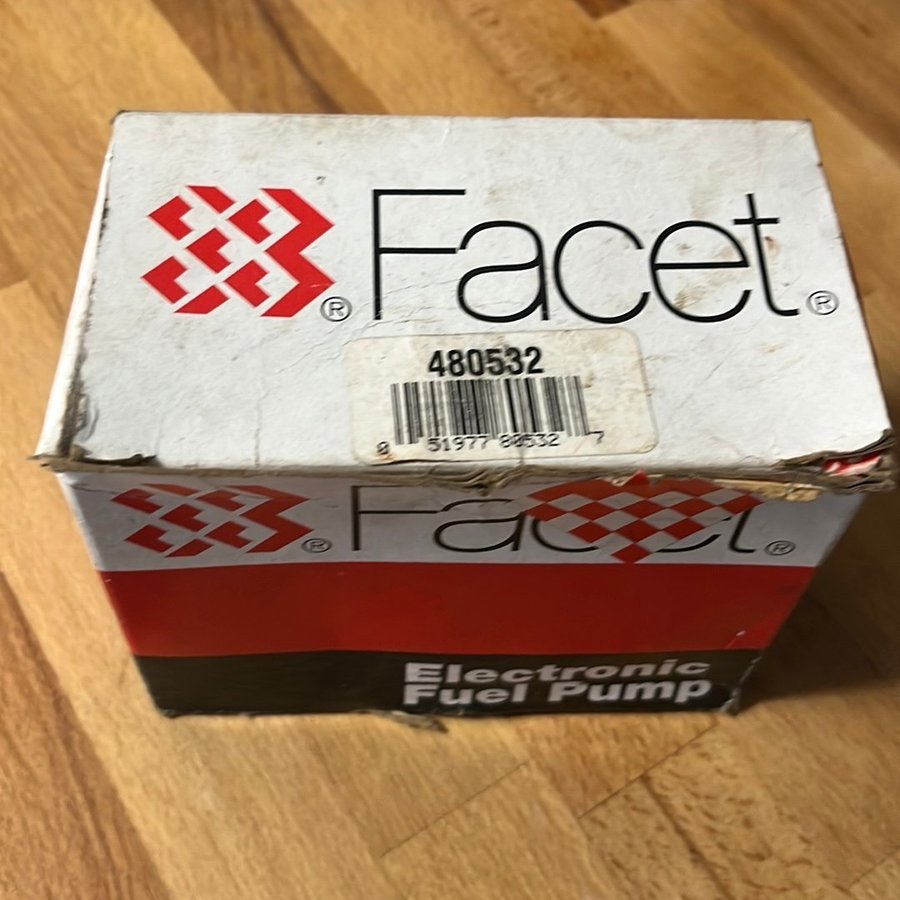 Facet®
480532
0 51977 80532 7
Facet®
Electronic
Fuel Pump